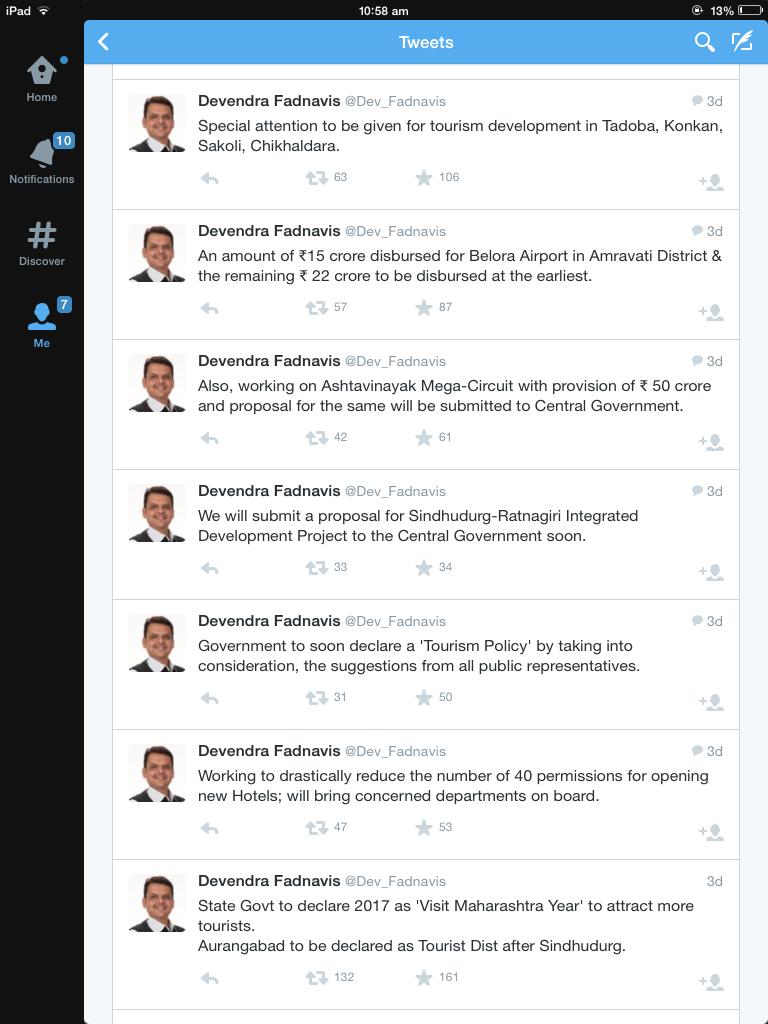 iPad 10:58 am 13%
Tweets
Home
10
Notifications
Discover
7
Me
Devendra Fadnavis @Dev_Fadnavis 3d
Special attention to be given for tourism development in Tadoba, Konkan,
Sakoli, Chikhaldara.
63 106
Devendra Fadnavis @Dev_Fadnavis 3d
An amount of ₹15 crore disbursed for Belora Airport in Amravati District &
the remaining ₹ 22 crore to be disbursed at the earliest.
57 87
Devendra Fadnavis @Dev_Fadnavis 3d
Also, working on Ashtavinayak Mega-Circuit with provision of ₹ 50 crore
and proposal for the same will be submitted to Central Government.
42 61
Devendra Fadnavis @Dev_Fadnavis 3d
We will submit a proposal for Sindhudurg-Ratnagiri Integrated
Development Project to the Central Government soon.
33 34
Devendra Fadnavis @Dev_Fadnavis 3d
Government to soon declare a 'Tourism Policy' by taking into
consideration, the suggestions from all public representatives.
31 50
Devendra Fadnavis @Dev_Fadnavis 3d
Working to drastically reduce the number of 40 permissions for opening
new Hotels; will bring concerned departments on board.
47 53
Devendra Fadnavis @Dev_Fadnavis 3d
State Govt to declare 2017 as 'Visit Maharashtra Year' to attract more
tourists.
Aurangabad to be declared as Tourist Dist after Sindhudurg.
132 161